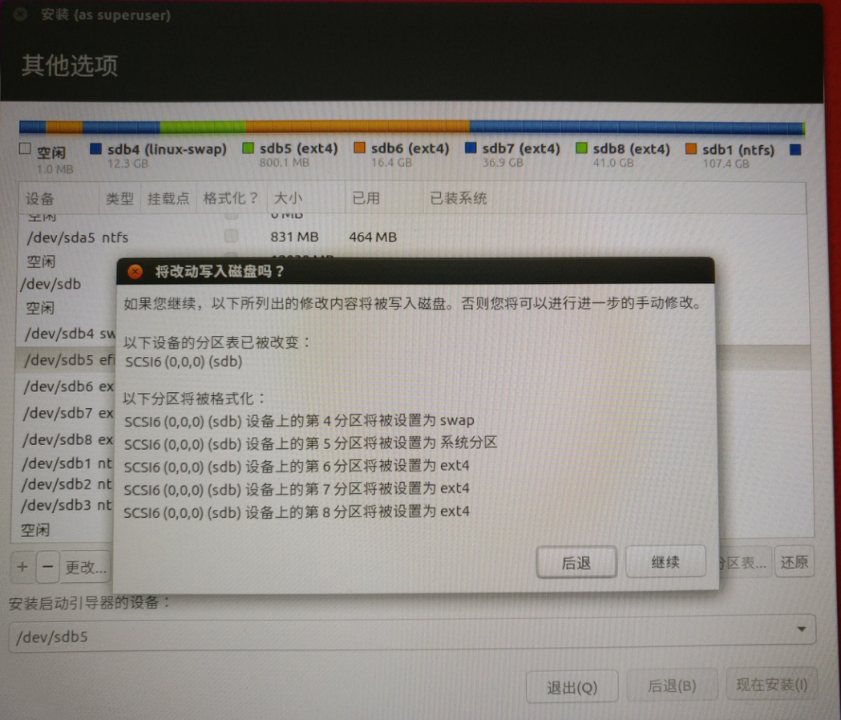 安装 (as superuser)
其他选项
空闲 sdb4 (linux-swap) sdb5 (ext4) sdb6 (ext4) sdb7 (ext4) sdb8 (ext4) sdb1 (ntfs)
1.0 MB 12.3 GB 800.1 MB 16.4 GB 36.9 GB 41.0 GB 107.4 GB
设备 类型 挂载点 格式化？ 大小 已用 已装系统
空闲 0 MB
/dev/sda5 ntfs 831 MB 464 MB
空闲
/dev/sdb
空闲
/dev/sdb4 sw
/dev/sdb5 efi
/dev/sdb6 ex
/dev/sdb7 ex
/dev/sdb8 ex
/dev/sdb1 nt
/dev/sdb2 nt
/dev/sdb3 nt
空闲
将改动写入磁盘吗？
如果您继续，以下所列出的修改内容将被写入磁盘。否则您将可以进行进一步的手动修改。
以下设备的分区表已被改变：
SCSI6 (0,0,0) (sdb)
以下分区将被格式化：
SCSI6 (0,0,0) (sdb) 设备上的第 4 分区将被设置为 swap
SCSI6 (0,0,0) (sdb) 设备上的第 5 分区将被设置为 系统分区
SCSI6 (0,0,0) (sdb) 设备上的第 6 分区将被设置为 ext4
SCSI6 (0,0,0) (sdb) 设备上的第 7 分区将被设置为 ext4
SCSI6 (0,0,0) (sdb) 设备上的第 8 分区将被设置为 ext4
后退 继续
+ − 更改... 分区表... 还原
安装启动引导器的设备：
/dev/sdb5
退出(Q) 后退(B) 现在安装(I)